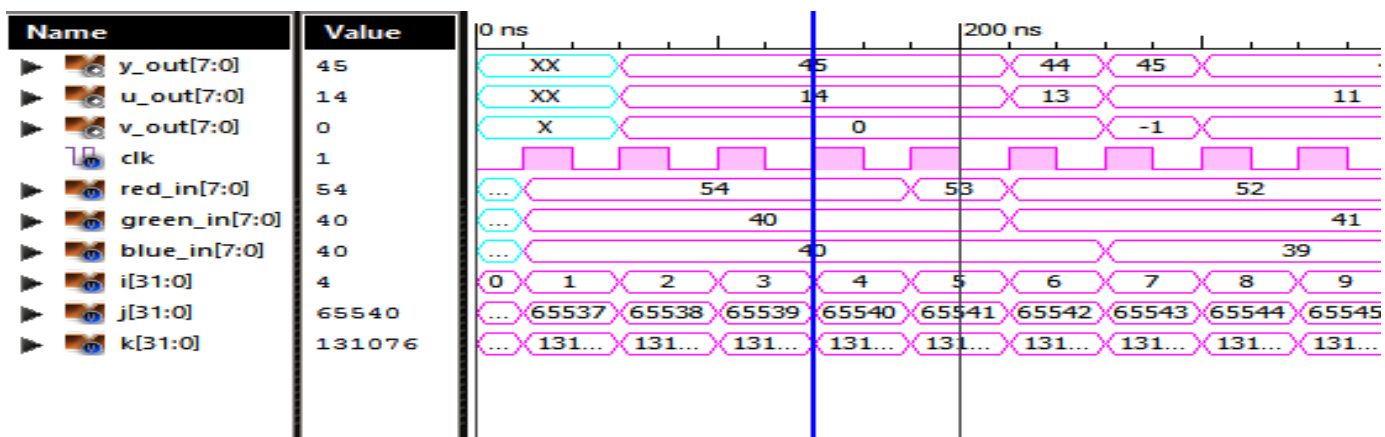 Name Value 0 ns 200 ns
y_out[7:0] 45 XX 45 44 45
u_out[7:0] 14 XX 14 13 11
v_out[7:0] 0 X 0 -1
clk 1
red_in[7:0] 54 ... 54 53 52
green_in[7:0] 40 ... 40 41
blue_in[7:0] 40 ... 40 39
i[31:0] 4 0 1 2 3 4 5 6 7 8 9
j[31:0] 65540 ... 65537 65538 65539 65540 65541 65542 65543 65544 65545
k[31:0] 131076 ... 131... 131... 131... 131... 131... 131... 131... 131... 131...